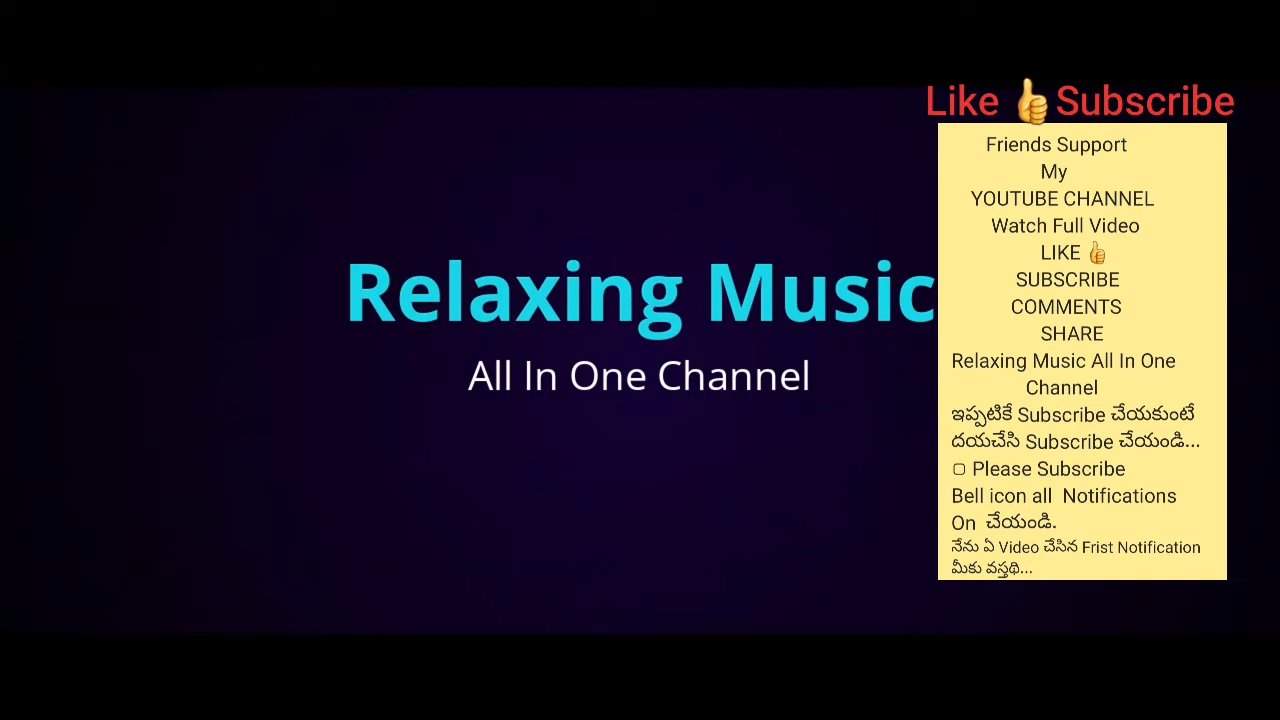 Like 👍 Subscribe
Friends Support
My
YOUTUBE CHANNEL
Watch Full Video
LIKE 👍
SUBSCRIBE
COMMENTS
SHARE
Relaxing Music All In One
Channel
ఇప్పటికే Subscribe చేయకుంటే
దయచేసి Subscribe చేయండి...
▢ Please Subscribe
Bell icon all Notifications
On చేయండి.
నేను ఏ Video చేసిన Frist Notification
మీకు వస్తథి...
Relaxing Music
All In One Channel